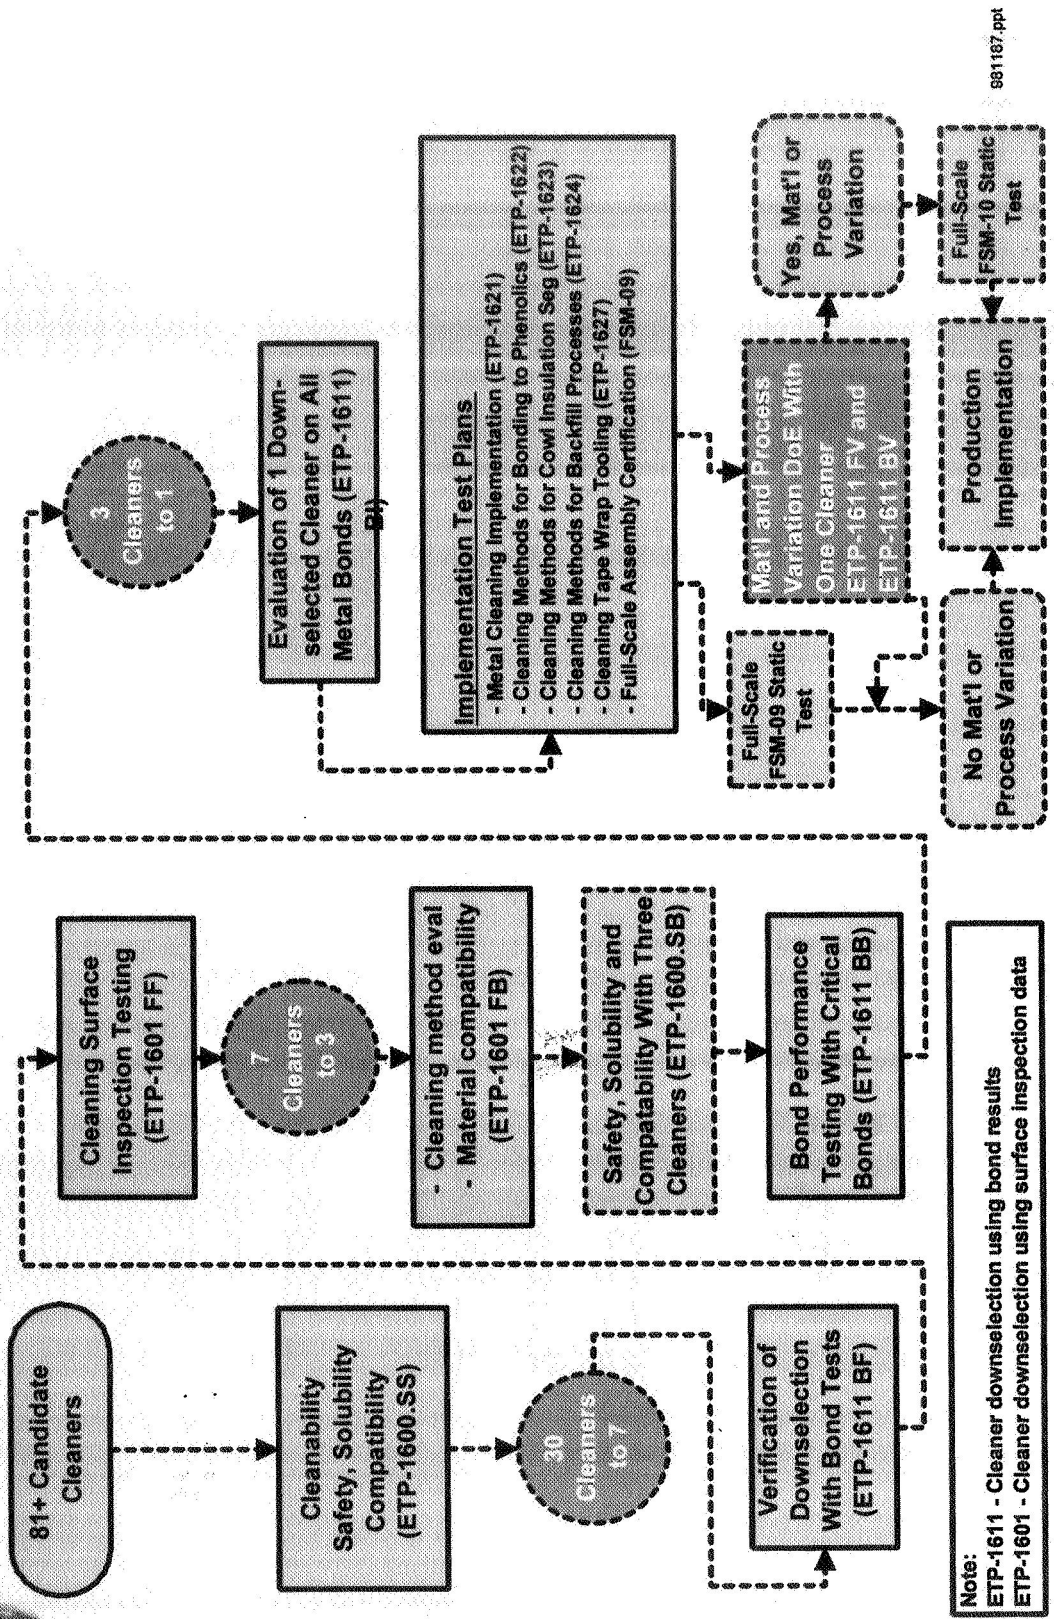 81+ Candidate
Cleaners
Cleanability
Safety, Solubility
Compatibility
(ETP-1600.SS)
30
Cleaners
to 7
Verification of
Downselection
With Bond Tests
(ETP-1611 BF)
Cleaning Surface
Inspection Testing
(ETP-1601 FF)
7
Cleaners
to 3
- Cleaning method eval
- Material compatibility
(ETP-1601 FB)
Safety, Solubility and
Compatability With Three
Cleaners (ETP-1600.SB)
Bond Performance
Testing With Critical
Bonds (ETP-1611 BB)
3
Cleaners
to 1
Evaluation of 1 Down-
selected Cleaner on All
Metal Bonds (ETP-1611)
BI)
Implementation Test Plans
- Metal Cleaning Implementation (ETP-1621)
- Cleaning Methods for Bonding to Phenolics (ETP-1622)
- Cleaning Methods for Cowl Insulation Seg (ETP-1623)
- Cleaning Methods for Backfill Processes (ETP-1624)
- Cleaning Tape Wrap Tooling (ETP-1627)
- Full-Scale Assembly Certification (FSM-09)
Full-Scale
FSM-09 Static
Test
Mat'l and Process
Variation DoE With
One Cleaner
ETP-1611 FV and
ETP-1611 BV
Yes, Mat'l or
Process
Variation
No Mat'l or
Process Variation
Production
Implementation
Full-Scale
FSM-10 Static
Test
Note:
ETP-1611 - Cleaner downselection using bond results
ETP-1601 - Cleaner downselection using surface inspection data
981187.ppt